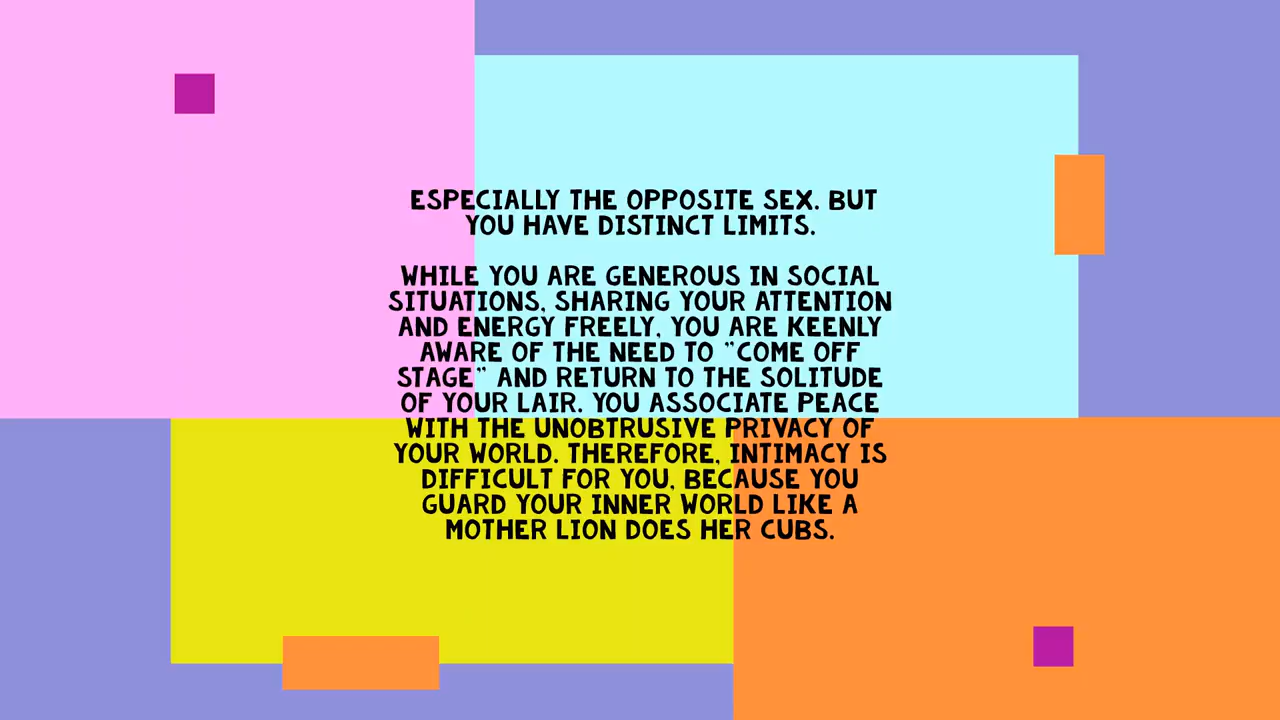 ESPECIALLY THE OPPOSITE SEX. BUT
YOU HAVE DISTINCT LIMITS.
WHILE YOU ARE GENEROUS IN SOCIAL
SITUATIONS, SHARING YOUR ATTENTION
AND ENERGY FREELY, YOU ARE KEENLY
AWARE OF THE NEED TO "COME OFF
STAGE" AND RETURN TO THE SOLITUDE
OF YOUR LAIR. YOU ASSOCIATE PEACE
WITH THE UNOBTRUSIVE PRIVACY OF
YOUR WORLD. THEREFORE, INTIMACY IS
DIFFICULT FOR YOU, BECAUSE YOU
GUARD YOUR INNER WORLD LIKE A
MOTHER LION DOES HER CUBS.